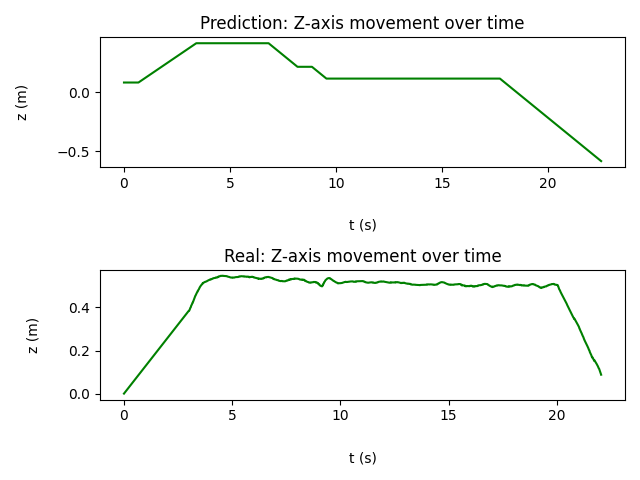 Prediction: Z-axis movement over time
z (m)
0.0
−0.5
0
5
10
15
20
t (s)
Real: Z-axis movement over time
z (m)
0.4
0.2
0.0
0
5
10
15
20
t (s)